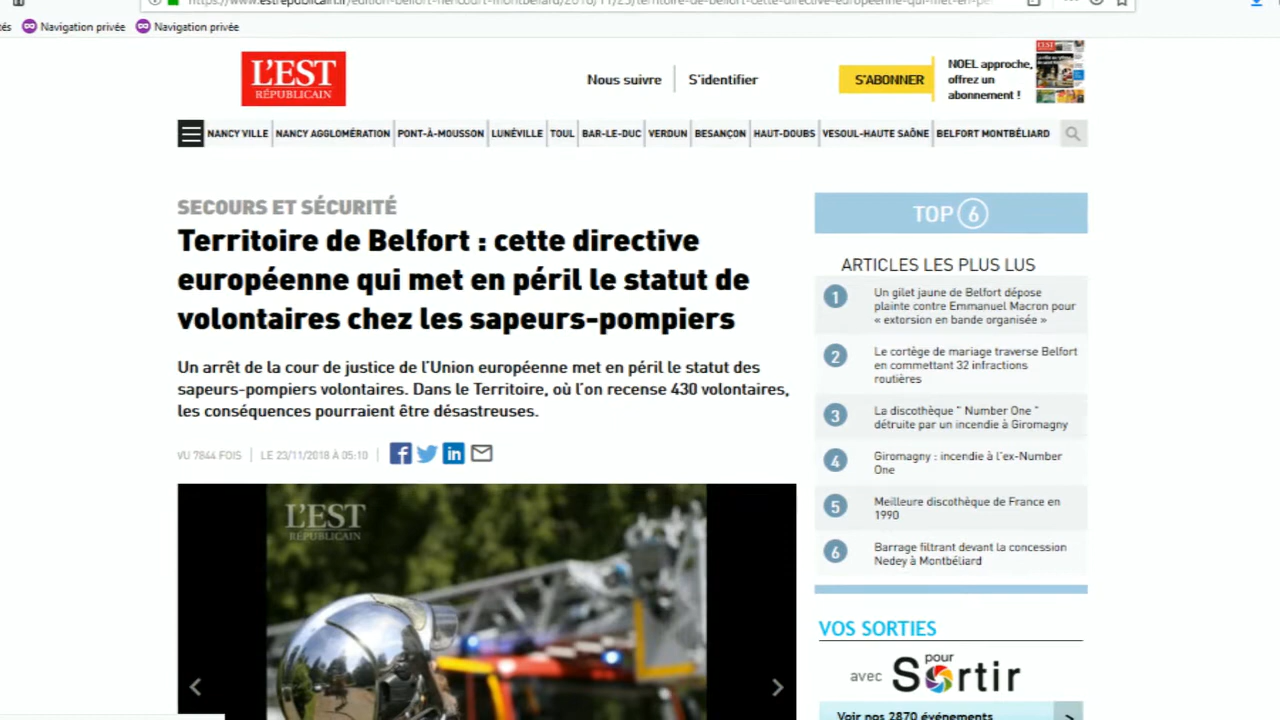 Navigation privée
Navigation privée
L'EST
RÉPUBLICAIN
Nous suivre
S'identifier
S'ABONNER
NOEL approche,
offrez un
abonnement !
NANCY VILLE
NANCY AGGLOMÉRATION
PONT-À-MOUSSON
LUNÉVILLE
TOUL
BAR-LE-DUC
VERDUN
BESANÇON
HAUT-DOUBS
VESOUL-HAUTE SAÔNE
BELFORT MONTBÉLIARD
SECOURS ET SÉCURITÉ
Territoire de Belfort : cette directive
européenne qui met en péril le statut de
volontaires chez les sapeurs-pompiers
Un arrêt de la cour de justice de l'Union européenne met en péril le statut des
sapeurs-pompiers volontaires. Dans le Territoire, où l'on recense 430 volontaires,
les conséquences pourraient être désastreuses.
VU 7844 FOIS
LE 23/11/2018 À 05:10
L'EST
RÉPUBLICAIN
TOP 6
ARTICLES LES PLUS LUS
1
Un gilet jaune de Belfort dépose
plainte contre Emmanuel Macron pour
« extorsion en bande organisée »
2
Le cortège de mariage traverse Belfort
en commettant 32 infractions
routières
3
La discothèque " Number One "
détruite par un incendie à Giromagny
4
Giromagny : incendie à l'ex-Number
One
5
Meilleure discothèque de France en
1990
6
Barrage filtrant devant la concession
Nedey à Montbéliard
VOS SORTIES
avec
pour
Sortir
Voir nos 2870 événements